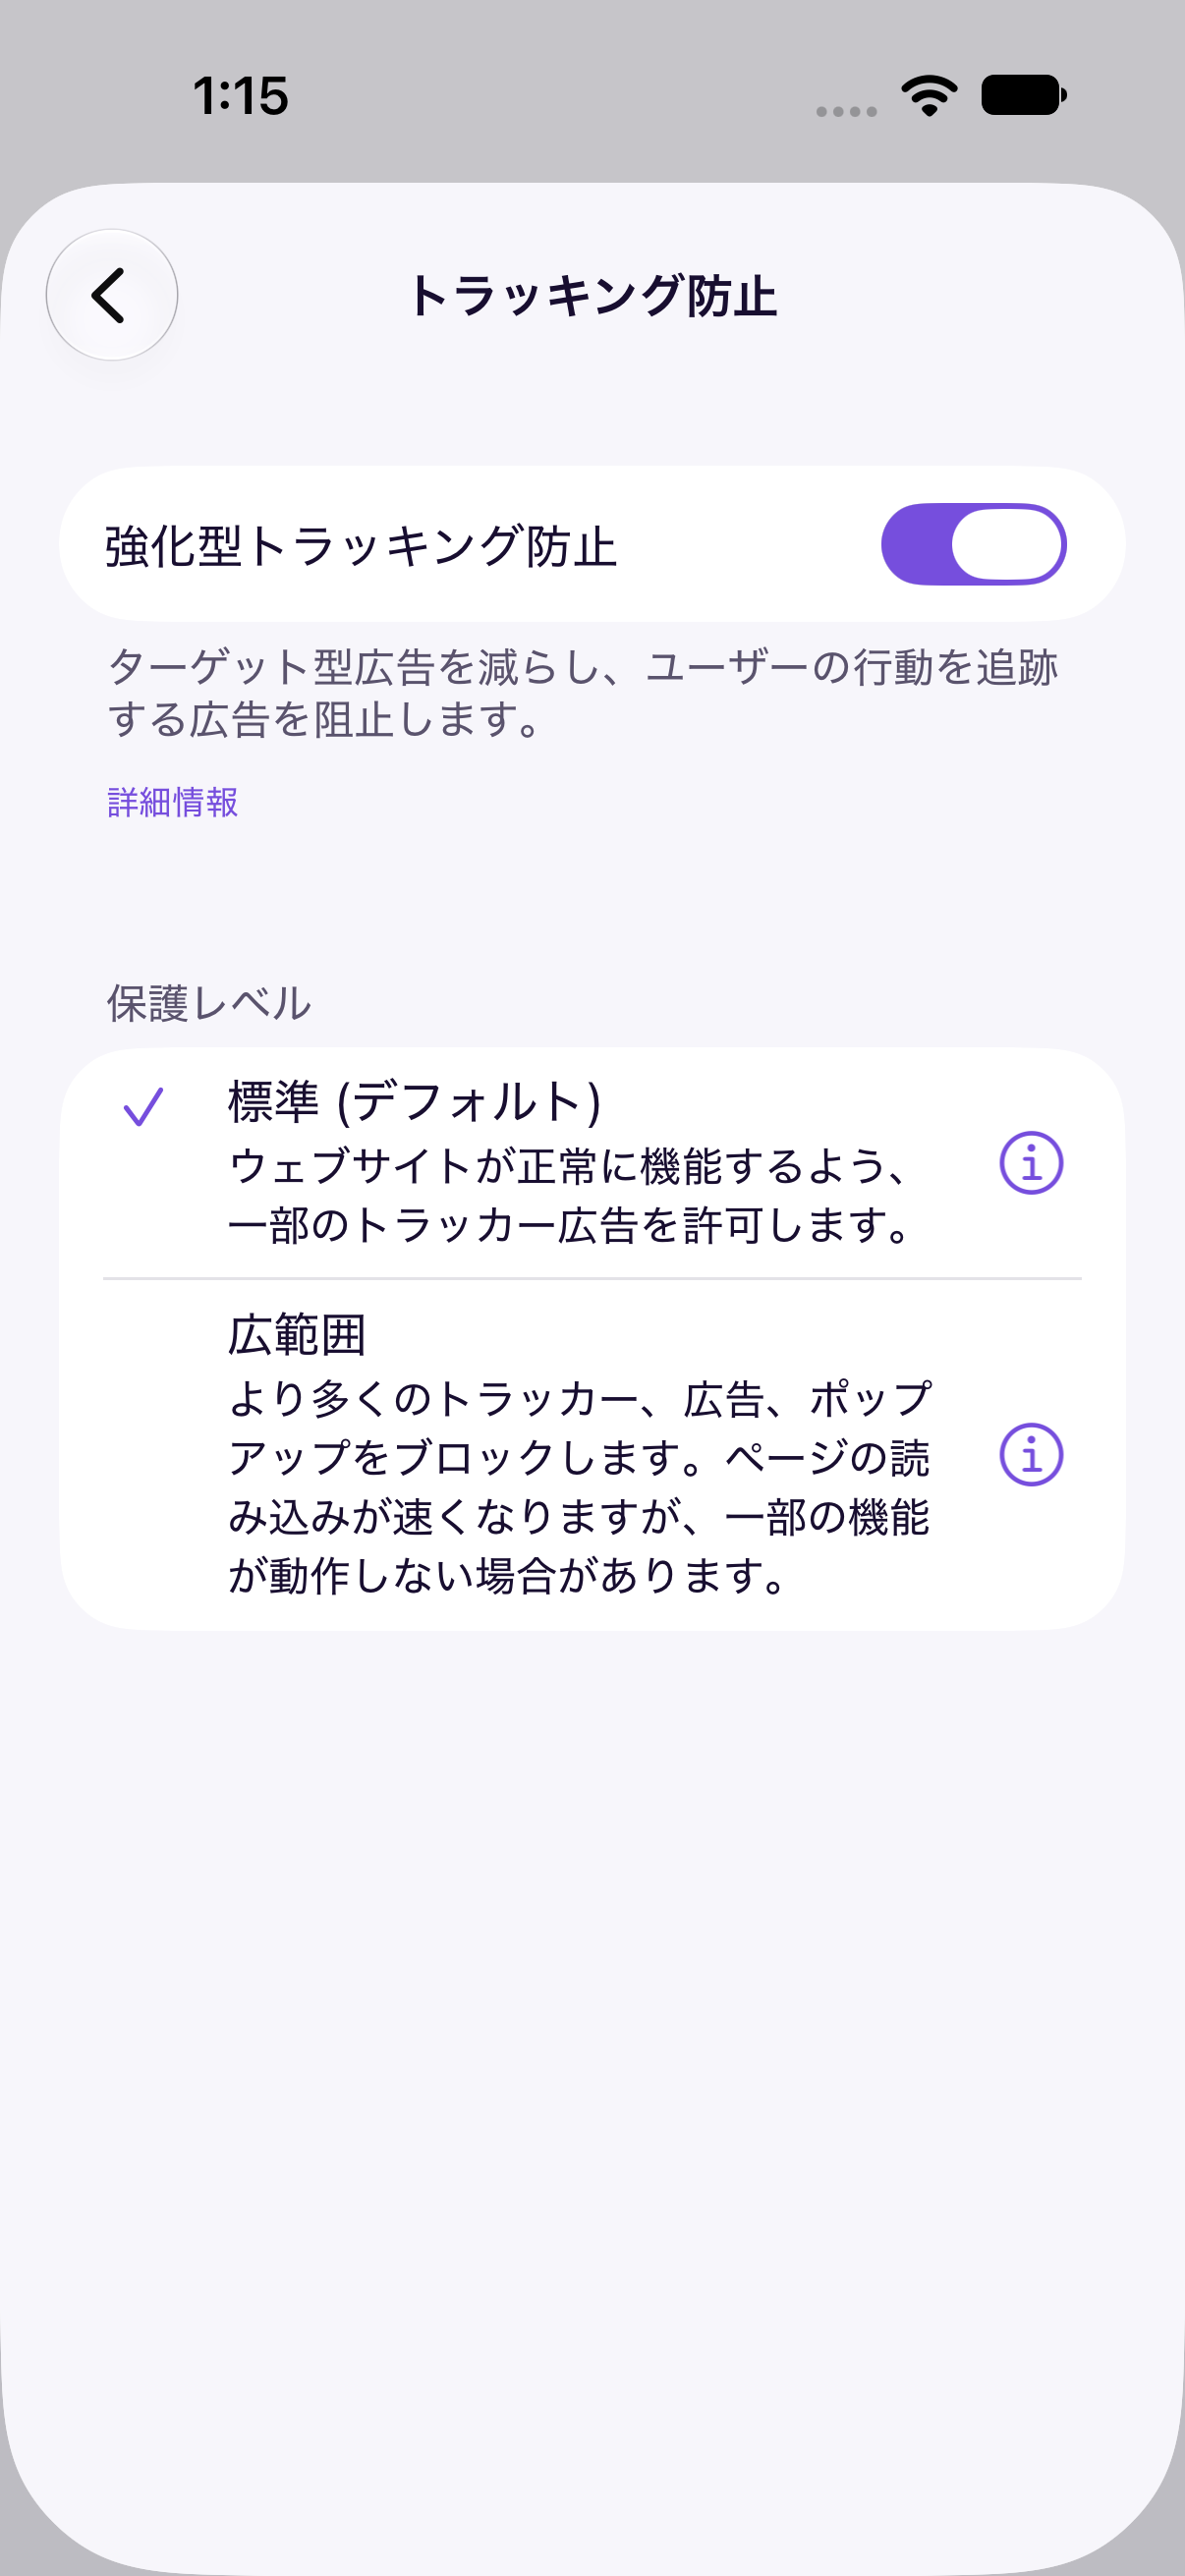 1:15
トラッキング防止
強化型トラッキング防止
ターゲット型広告を減らし、ユーザーの行動を追跡
する広告を阻止します。
詳細情報
保護レベル
標準 (デフォルト)
ウェブサイトが正常に機能するよう、
一部のトラッカー広告を許可します。
広範囲
より多くのトラッカー、広告、ポップ
アップをブロックします。ページの読
み込みが速くなりますが、一部の機能
が動作しない場合があります。